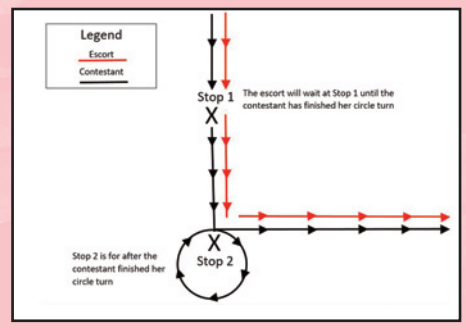 Legend
Escort
Contestant
Stop 1
X
The escort will wait at Stop 1 until the
contestant has finished her circle turn
X
Stop 2
Stop 2 is for after the
contestant finished her
circle turn